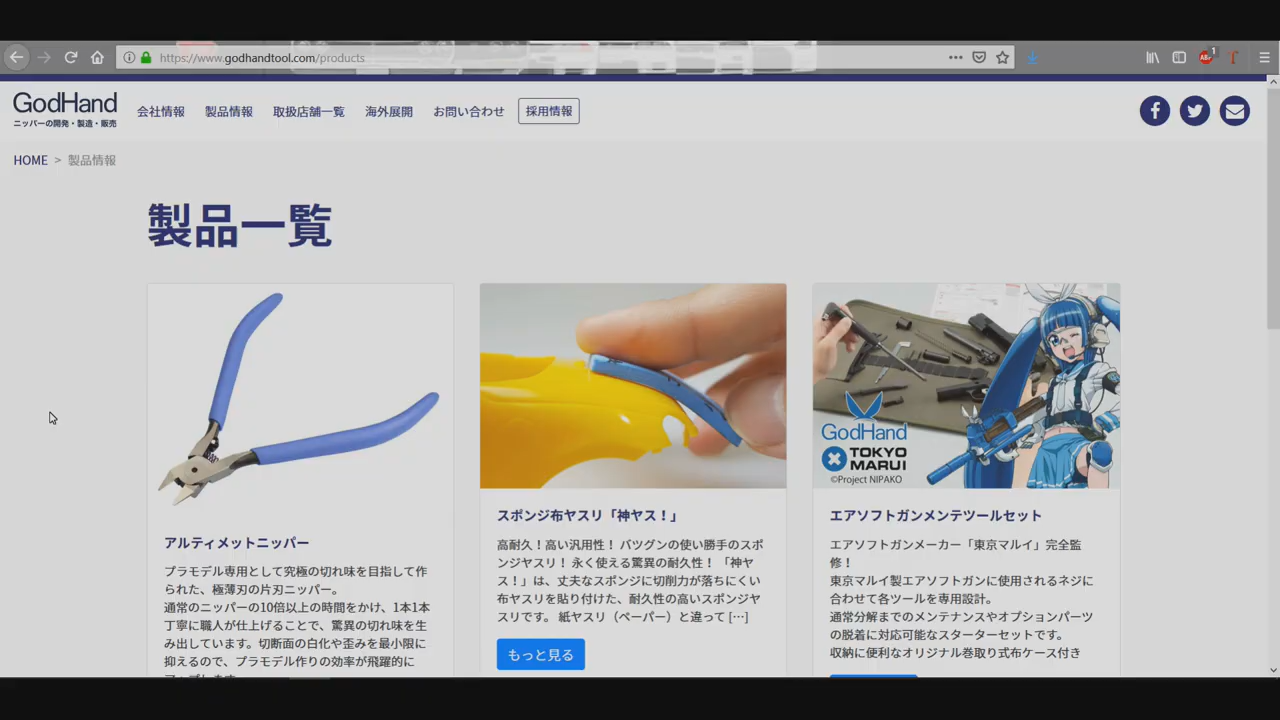 https://www.godhandtool.com/products
GodHand
ニッパーの開発・製造・販売
会社情報 製品情報 取扱店舗一覧 海外展開 お問い合わせ 採用情報
HOME > 製品情報
製品一覧
GodHand
TOKYO
MARUI
©Project NIPAKO
アルティメットニッパー
プラモデル専用として究極の切れ味を目指して作
られた、極薄刃の片刃ニッパー。
通常のニッパーの10倍以上の時間をかけ、1本1本
丁寧に職人が仕上げることで、驚異の切れ味を生
み出しています。切断面の白化や歪みを最小限に
抑えるので、プラモデル作りの効率が飛躍的に
スポンジ布ヤスリ「神ヤス！」
高耐久！高い汎用性！ バツグンの使い勝手のスポ
ンジヤスリ！ 永く使える驚異の耐久性！ 「神ヤ
ス！」は、丈夫なスポンジに切削力が落ちにくい
布ヤスリを貼り付けた、耐久性の高いスポンジヤ
スリです。 紙ヤスリ（ペーパー）と違って […]
もっと見る
エアソフトガンメンテツールセット
エアソフトガンメーカー「東京マルイ」完全監
修！
東京マルイ製エアソフトガンに使用されるネジに
合わせて各ツールを専用設計。
通常分解までのメンテナンスやオプションパーツ
の脱着に対応可能なスターターセットです。
収納に便利なオリジナル巻取り式布ケース付き